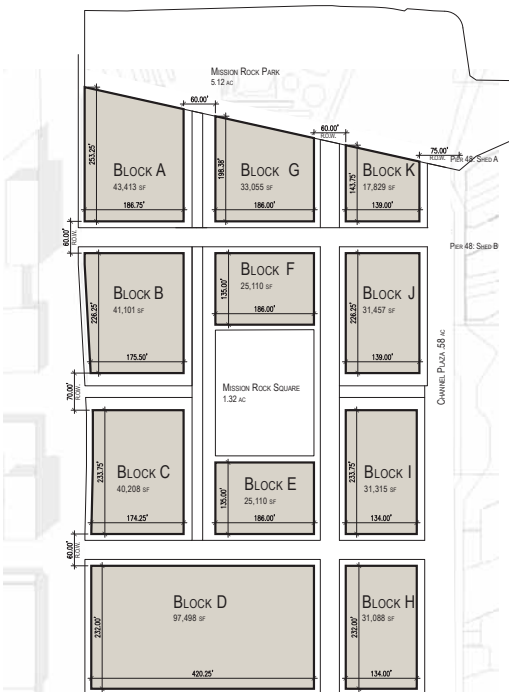 MISSION ROCK PARK
5.12 AC
60.00'
60.00'
R.O.W.
75.00'
R.O.W.
PIER 48: SHED A
253.25'
BLOCK A
43,413 SF
186.75'
198.38'
BLOCK G
33,055 SF
186.00'
143.75'
BLOCK K
17,829 SF
139.00'
60.00'
R.O.W.
PIER 48: SHED B
226.25'
BLOCK B
41,101 SF
175.50'
135.00'
BLOCK F
25,110 SF
186.00'
226.25'
BLOCK J
31,457 SF
139.00'
CHANNEL PLAZA .58 AC
70.00'
R.O.W.
MISSION ROCK SQUARE
1.32 AC
233.75'
BLOCK C
40,208 SF
174.25'
135.00'
BLOCK E
25,110 SF
186.00'
233.75'
BLOCK I
31,315 SF
134.00'
60.00'
R.O.W.
232.00'
BLOCK D
97,498 SF
420.25'
232.00'
BLOCK H
31,088 SF
134.00'